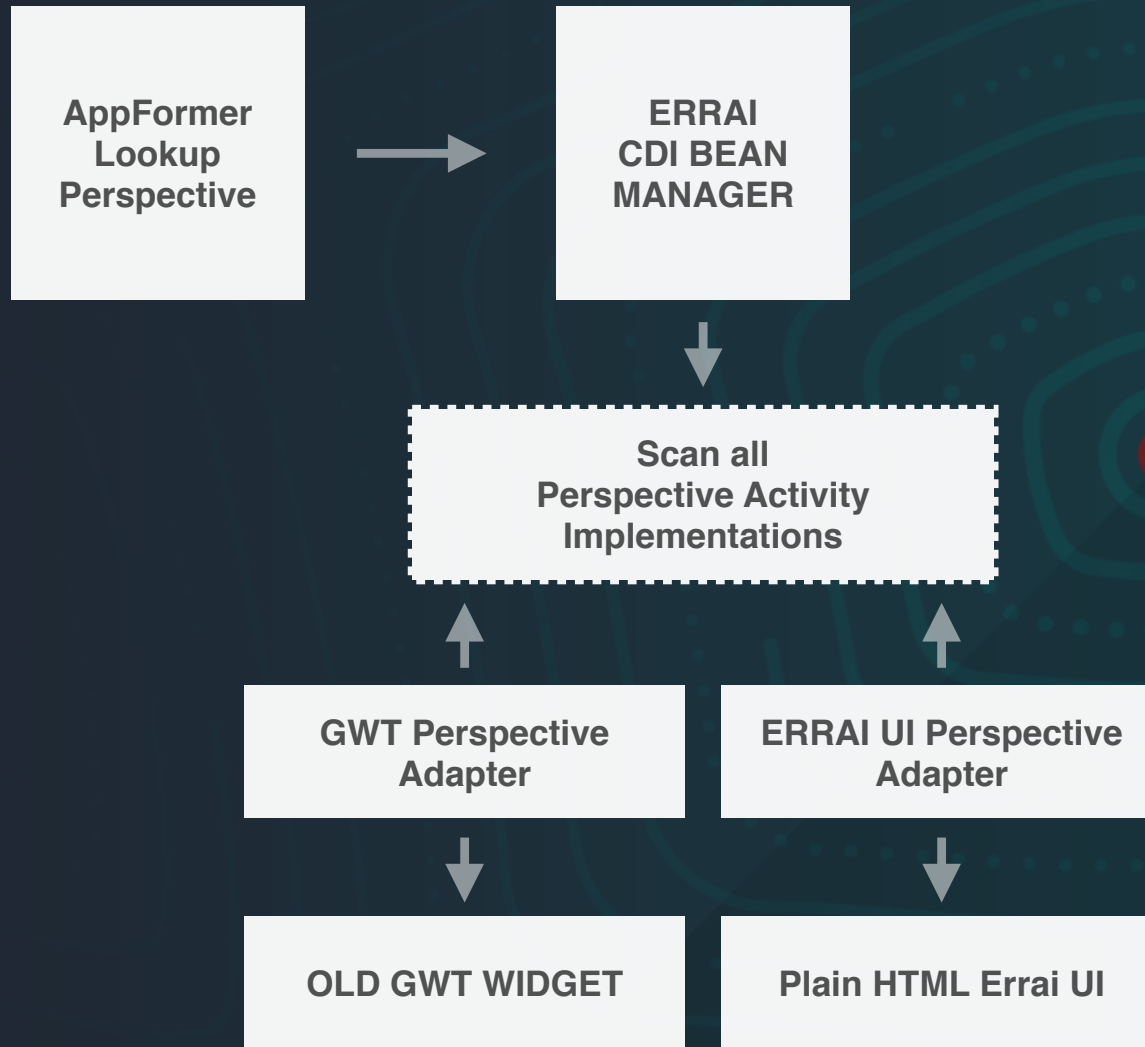 AppFormer
Lookup
Perspective
ERRAI
CDI BEAN
MANAGER
Scan all
Perspective Activity
Implementations
GWT Perspective
Adapter
ERRAI UI Perspective
Adapter
OLD GWT WIDGET
Plain HTML Errai UI